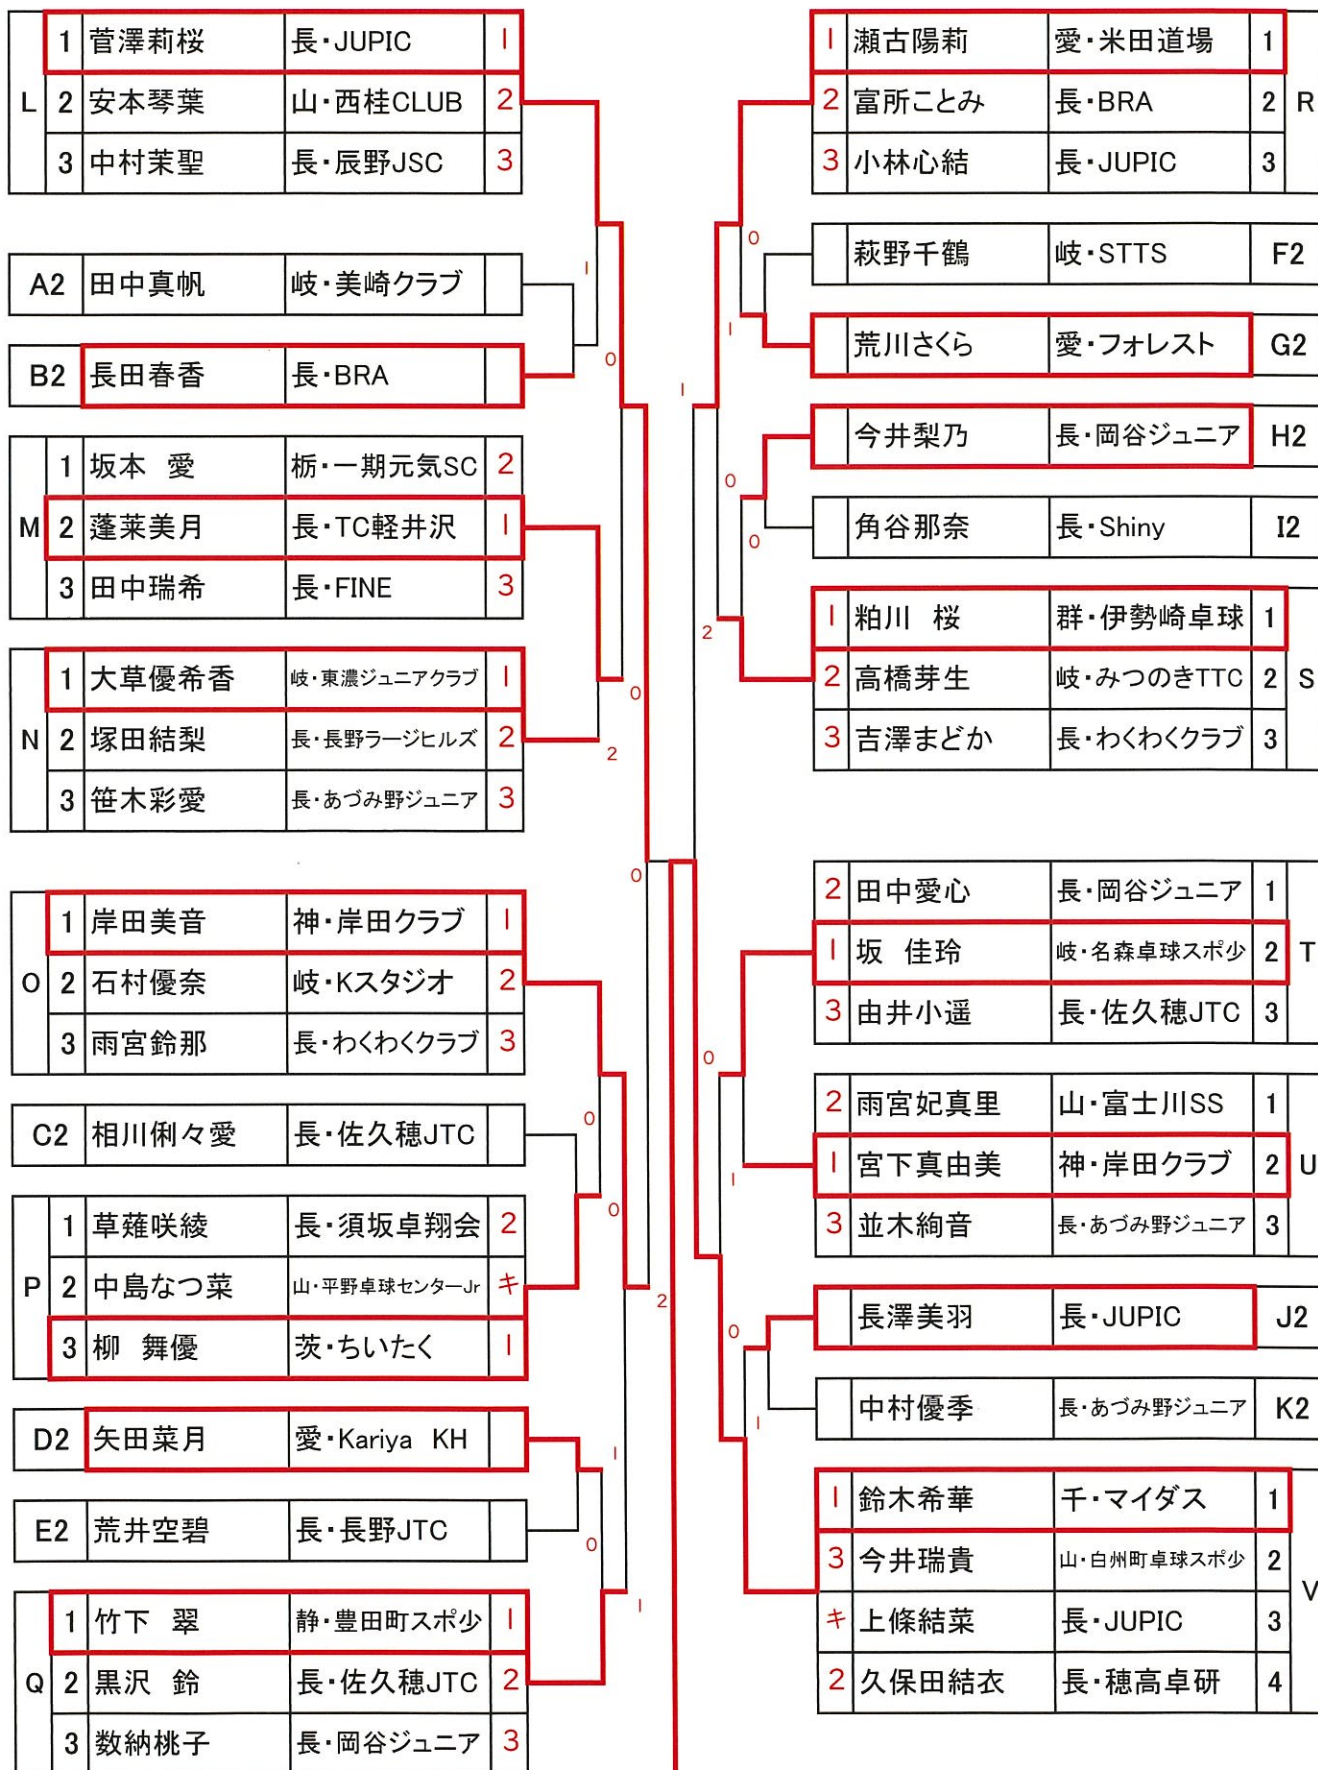 L
1 菅澤莉桜 長・JUPIC 1
2 安本琴葉 山・西桂CLUB 2
3 中村茉聖 長・辰野JSC 3
A2 田中真帆 岐・美崎クラブ
1
B2 長田春香 長・BRA
0
M
1 坂本 愛 栃・一期元気SC 2
2 蓬莱美月 長・TC軽井沢 1
3 田中瑞希 長・FINE 3
N
1 大草優希香 岐・東濃ジュニアクラブ 1
2 塚田結梨 長・長野ラージヒルズ 2
3 笹木彩愛 長・あづみ野ジュニア 3
0
2
0
O
1 岸田美音 神・岸田クラブ 1
2 石村優奈 岐・Kスタジオ 2
3 雨宮鈴那 長・わくわくクラブ 3
C2 相川俐々愛 長・佐久穂JTC
0
P
1 草薙咲綾 長・須坂卓翔会 2
2 中島なつ菜 山・平野卓球センターJr キ
3 柳 舞優 茨・ちいたく 1
0
2
D2 矢田菜月 愛・Kariya KH
1
E2 荒井空碧 長・長野JTC
0
Q
1 竹下 翠 静・豊田町スポ少 1
2 黒沢 鈴 長・佐久穂JTC 2
3 数納桃子 長・岡谷ジュニア 3
1
1 瀬古陽莉 愛・米田道場 1
2 富所ことみ 長・BRA 2
3 小林心結 長・JUPIC 3
R
0
萩野千鶴 岐・STTS F2
1
荒川さくら 愛・フォレスト G2
1
今井梨乃 長・岡谷ジュニア H2
0
角谷那奈 長・Shiny I2
0
1 粕川 桜 群・伊勢崎卓球 1
2 高橋芽生 岐・みつのきTTC 2
3 吉澤まどか 長・わくわくクラブ 3
S
2
2 田中愛心 長・岡谷ジュニア 1
1 坂 佳玲 岐・名森卓球スポ少 2
3 由井小遥 長・佐久穂JTC 3
T
0
2 雨宮妃真里 山・富士川SS 1
1 宮下真由美 神・岸田クラブ 2
3 並木絢音 長・あづみ野ジュニア 3
U
1
長澤美羽 長・JUPIC J2
0
中村優季 長・あづみ野ジュニア K2
1
1 鈴木希華 千・マイダス 1
3 今井瑞貴 山・白州町卓球スポ少 2
キ 上條結菜 長・JUPIC 3
2 久保田結衣 長・穂高卓研 4
V